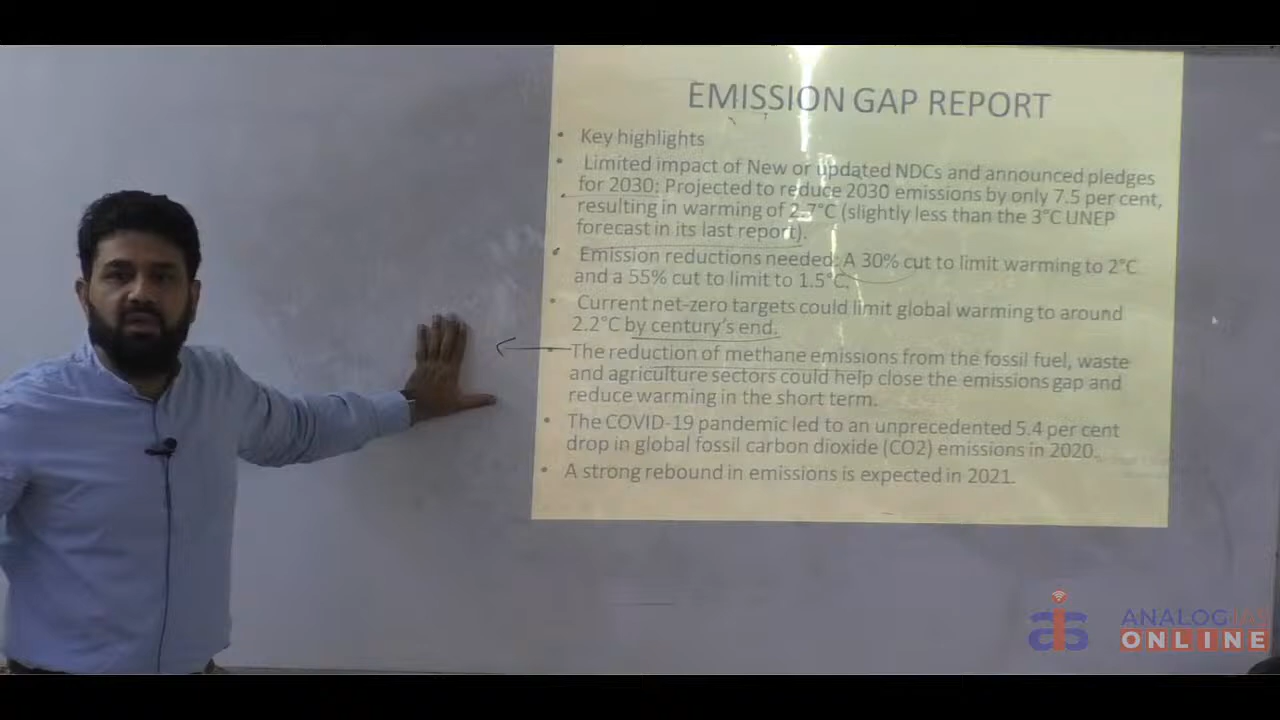 EMISSION GAP REPORT
• Key highlights
• Limited impact of New or updated NDCs and announced pledges
for 2030: Projected to reduce 2030 emissions by only 7.5 per cent,
resulting in warming of 2.7°C (slightly less than the 3°C UNEP
forecast in its last report).
• Emission reductions needed: A 30% cut to limit warming to 2°C
and a 55% cut to limit to 1.5°C.
• Current net-zero targets could limit global warming to around
2.2°C by century's end.
• The reduction of methane emissions from the fossil fuel, waste
and agriculture sectors could help close the emissions gap and
reduce warming in the short term.
• The COVID-19 pandemic led to an unprecedented 5.4 per cent
drop in global fossil carbon dioxide (CO2) emissions in 2020.
• A strong rebound in emissions is expected in 2021.
ais
ANALOG IAS
ONLINE